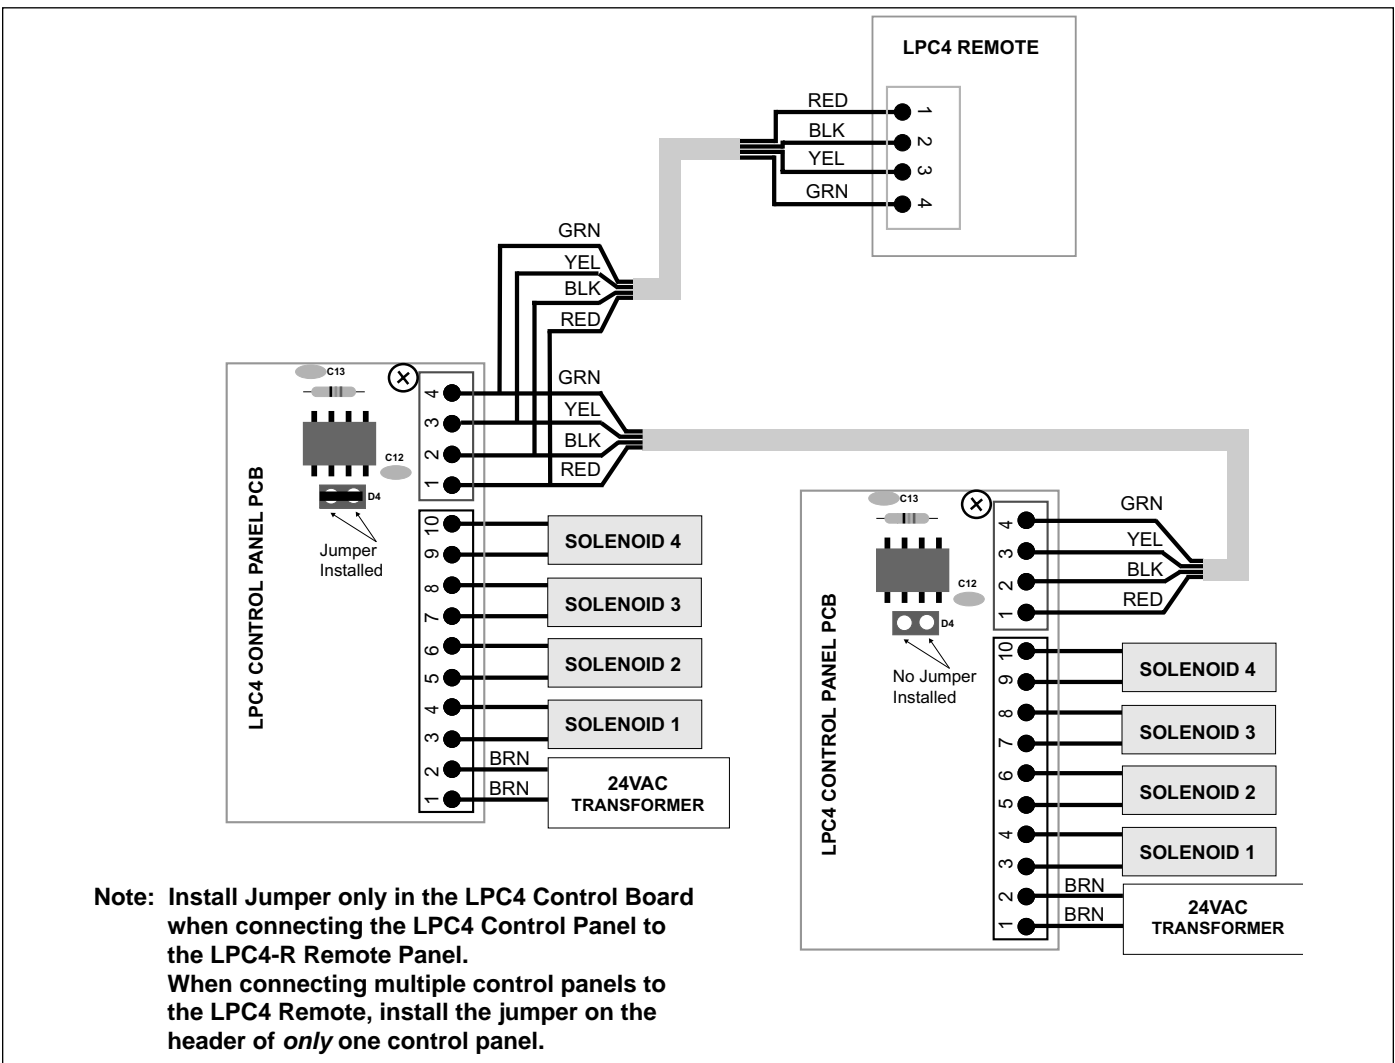 LPC4 REMOTE
RED
1
BLK
2
YEL
3
GRN
4
GRN
YEL
BLK
RED
LPC4 CONTROL PANEL PCB
C13
C12
D4
Jumper
Installed
4
3
2
1
GRN
YEL
BLK
RED
10
9
8
7
6
5
4
3
2
1
SOLENOID 4
SOLENOID 3
SOLENOID 2
SOLENOID 1
BRN
BRN
24VAC
TRANSFORMER
LPC4 CONTROL PANEL PCB
C13
C12
D4
No Jumper
Installed
4
3
2
1
GRN
YEL
BLK
RED
10
9
8
7
6
5
4
3
2
1
SOLENOID 4
SOLENOID 3
SOLENOID 2
SOLENOID 1
BRN
BRN
24VAC
TRANSFORMER
Note: Install Jumper only in the LPC4 Control Board
when connecting the LPC4 Control Panel to
the LPC4-R Remote Panel.
When connecting multiple control panels to
the LPC4 Remote, install the jumper on the
header of only one control panel.